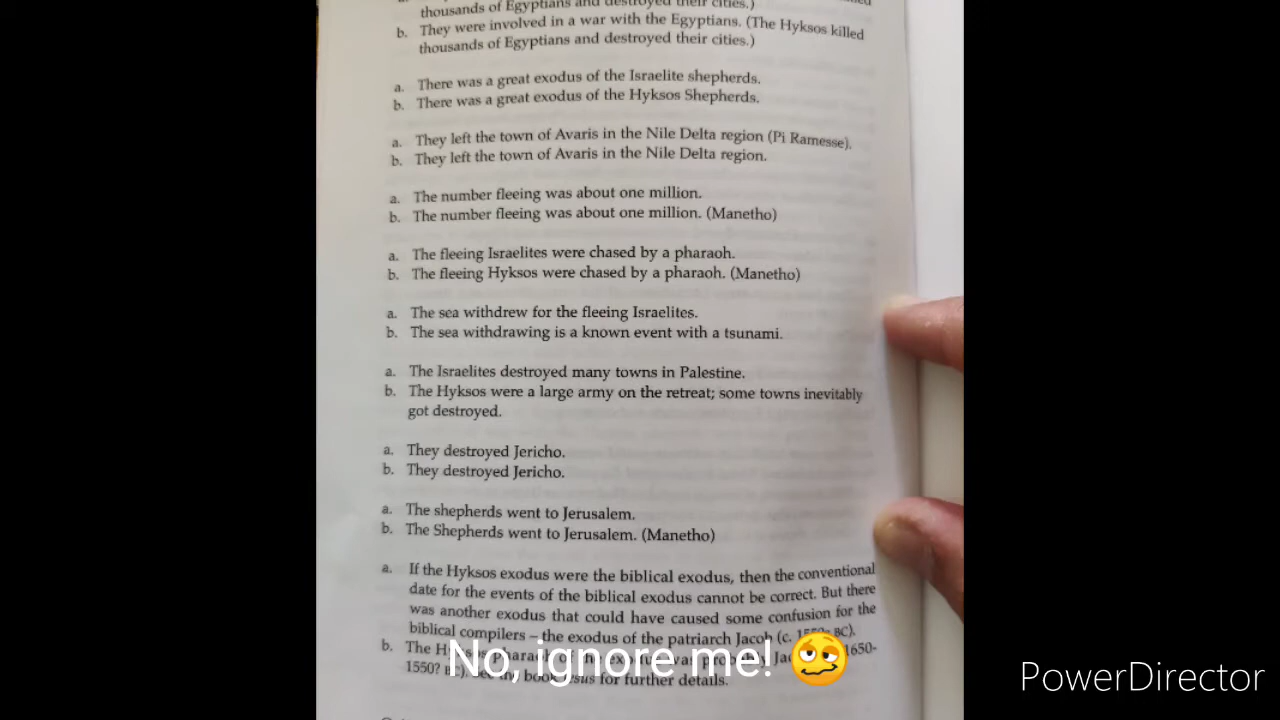 thousands of Egyptians and destroyed their cities.)
b. They were involved in a war with the Egyptians. (The Hyksos killed
thousands of Egyptians and destroyed their cities.)
a. There was a great exodus of the Israelite shepherds.
b. There was a great exodus of the Hyksos Shepherds.
a. They left the town of Avaris in the Nile Delta region (Pi Ramesse).
b. They left the town of Avaris in the Nile Delta region.
a. The number fleeing was about one million.
b. The number fleeing was about one million. (Manetho)
a. The fleeing Israelites were chased by a pharaoh.
b. The fleeing Hyksos were chased by a pharaoh. (Manetho)
a. The sea withdrew for the fleeing Israelites.
b. The sea withdrawing is a known event with a tsunami.
a. The Israelites destroyed many towns in Palestine.
b. The Hyksos were a large army on the retreat; some towns inevitably
got destroyed.
a. They destroyed Jericho.
b. They destroyed Jericho.
a. The shepherds went to Jerusalem.
b. The Shepherds went to Jerusalem. (Manetho)
a. If the Hyksos exodus were the biblical exodus, then the conventional
date for the events of the biblical exodus cannot be correct. But there
was another exodus that could have caused some confusion for the
biblical compilers – the exodus of the patriarch Jacob (c. BC).
b. The 1650-
1550? book Jesus for further details.
No, ignore me! 🥴
PowerDirector